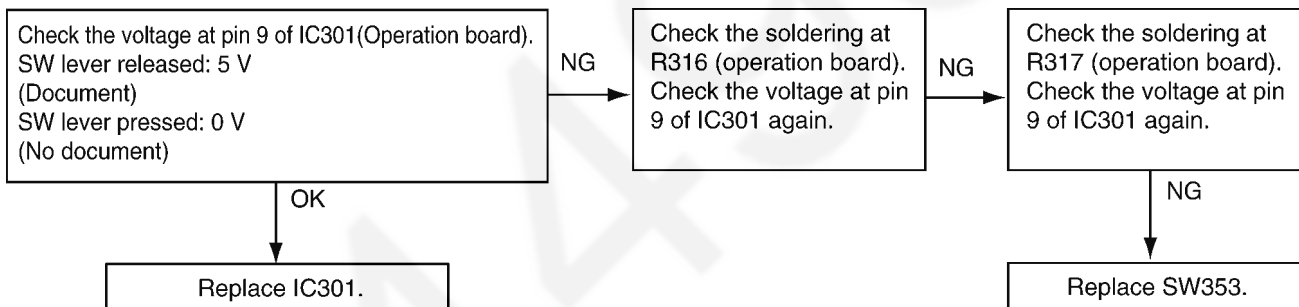 Check the voltage at pin 9 of IC301(Operation board).
SW lever released: 5 V
(Document)
SW lever pressed: 0 V
(No document)
NG
Check the soldering at
R316 (operation board).
Check the voltage at pin
9 of IC301 again.
NG
Check the soldering at
R317 (operation board).
Check the voltage at pin
9 of IC301 again.
OK
NG
Replace IC301.
Replace SW353.